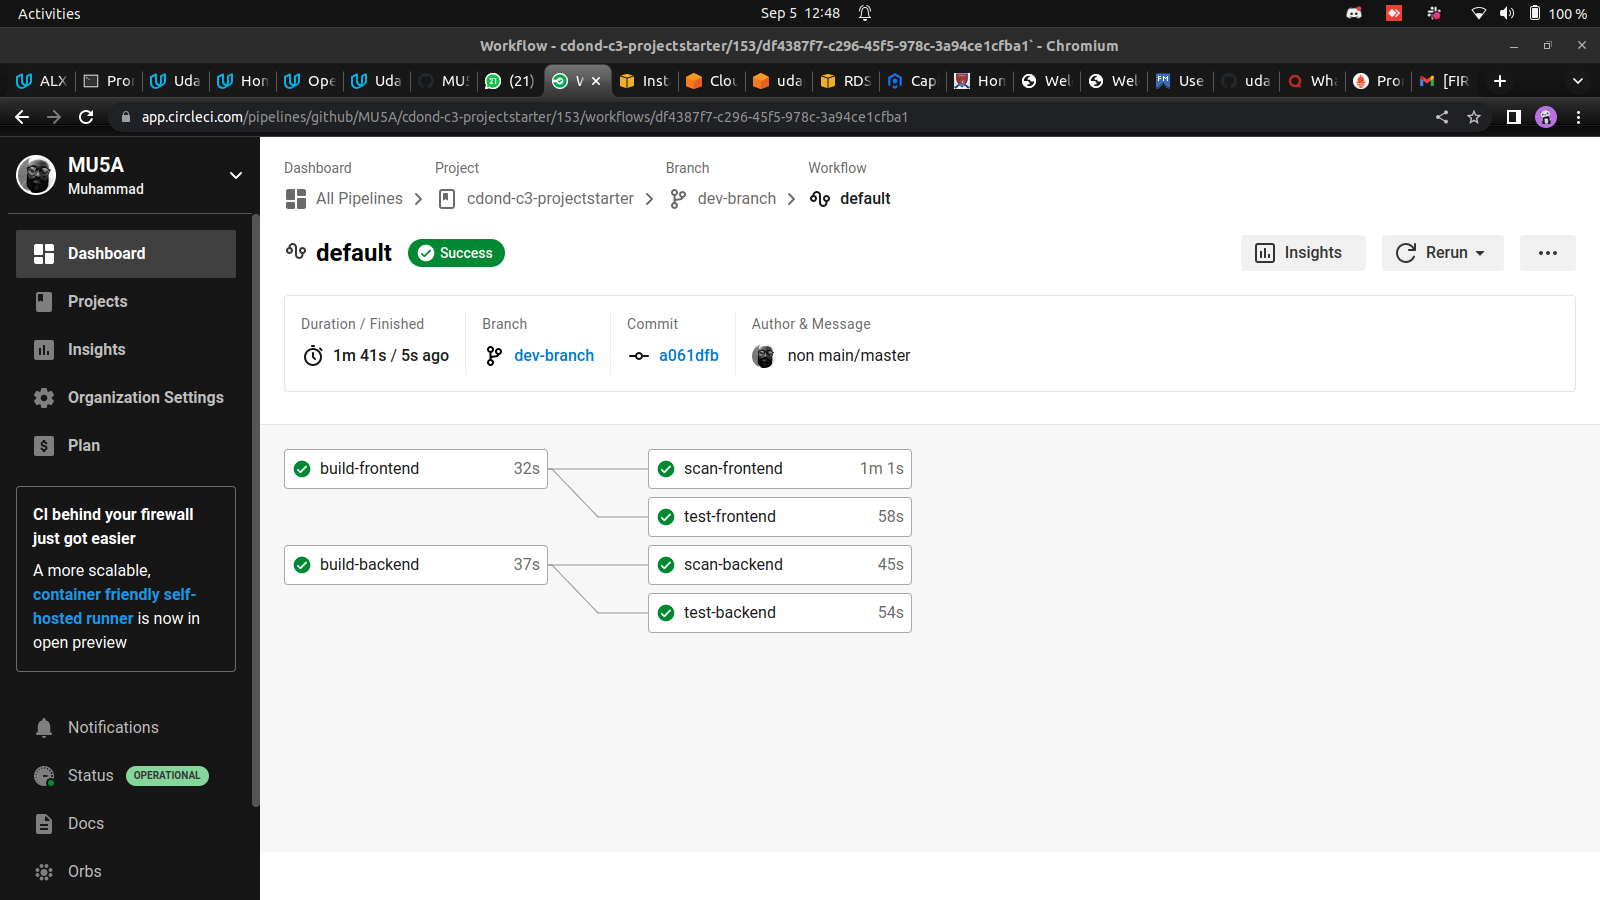 Activities
Sep 5 12:48
100 %
Workflow - cdond-c3-projectstarter/153/df4387f7-c296-45f5-978c-3a94ce1cfba1` - Chromium
ALX
Pro
Uda
Hon
Ope
Uda
MU5
(21)
Inst
Clou
uda
RDS
Cap
Hon
Wel
Wel
Use
uda
Wha
Pro
[FIR
app.circleci.com/pipelines/github/MU5A/cdond-c3-projectstarter/153/workflows/df4387f7-c296-45f5-978c-3a94ce1cfba1
MU5A
Muhammad
Dashboard
Projects
Insights
Organization Settings
Plan
CI behind your firewall
just got easier
A more scalable,
container friendly self-
hosted runner is now in
open preview
Notifications
Status OPERATIONAL
Docs
Orbs
Dashboard Project Branch Workflow
All Pipelines cdond-c3-projectstarter dev-branch default
default Success
Insights Rerun
Duration / Finished Branch Commit Author & Message
1m 41s / 5s ago dev-branch a061dfb non main/master
build-frontend 32s
scan-frontend 1m 1s
test-frontend 58s
build-backend 37s
scan-backend 45s
test-backend 54s